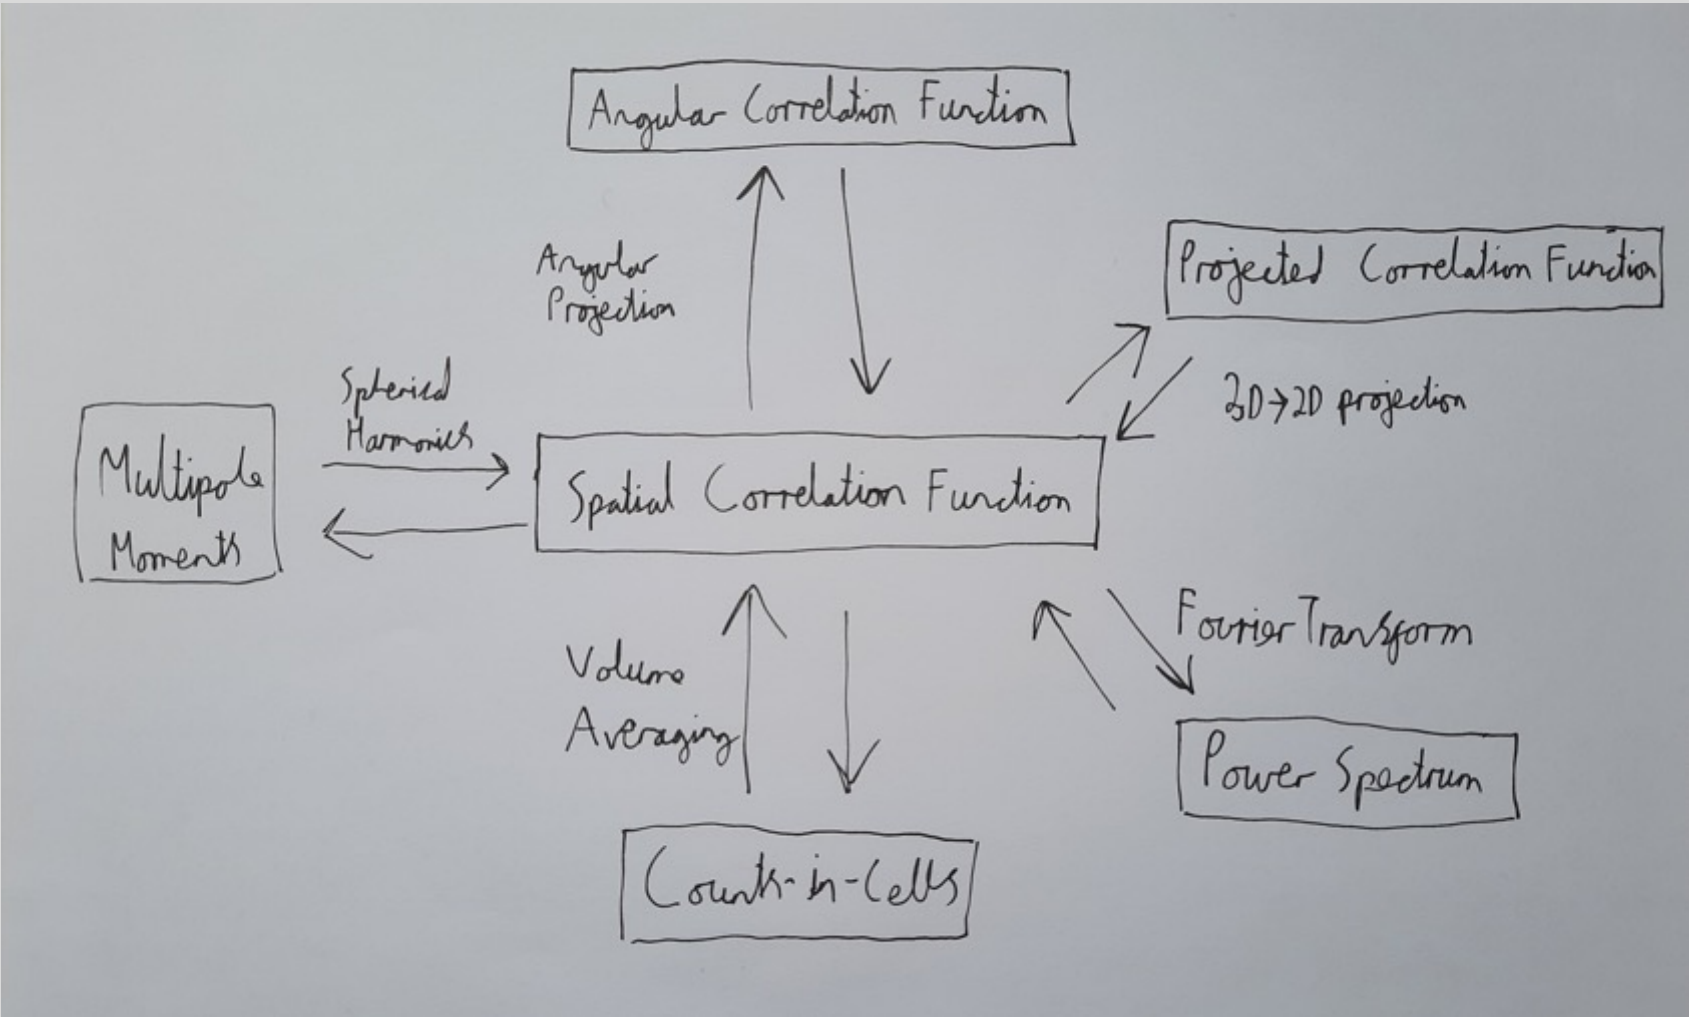 Angular Correlation Function
Angular
Projection
Projected Correlation Function
3D→2D projection
Spherical
Harmonics
Multipole
Moments
Spatial Correlation Function
Volume
Averaging
Fourier Transform
Power Spectrum
Counts-in-Cells